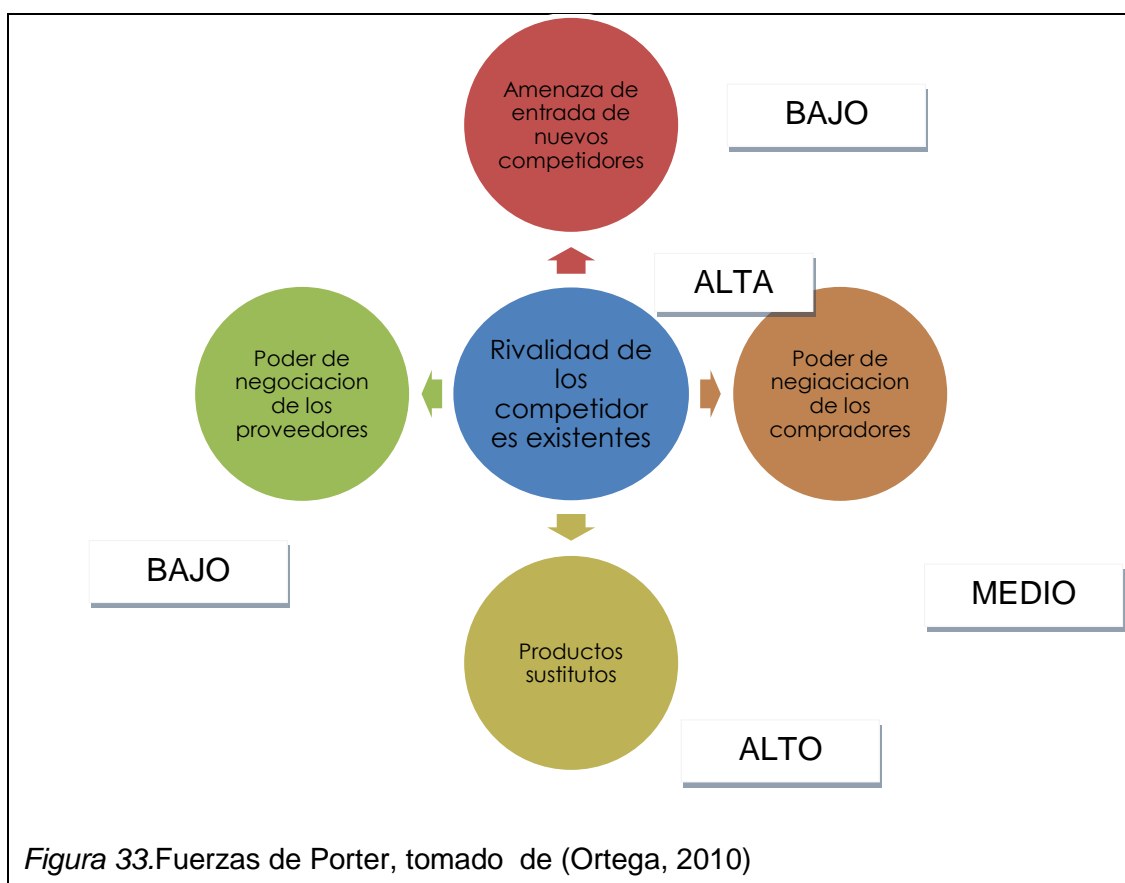 Amenaza de
entrada de
nuevos
competidores
BAJO
ALTA
Poder de
negociacion
de los
proveedores
Rivalidad de
los
competidor
es existentes
Poder de
negiaciacion
de los
compradores
BAJO
MEDIO
Productos
sustitutos
ALTO
Figura 33.Fuerzas de Porter, tomado de (Ortega, 2010)